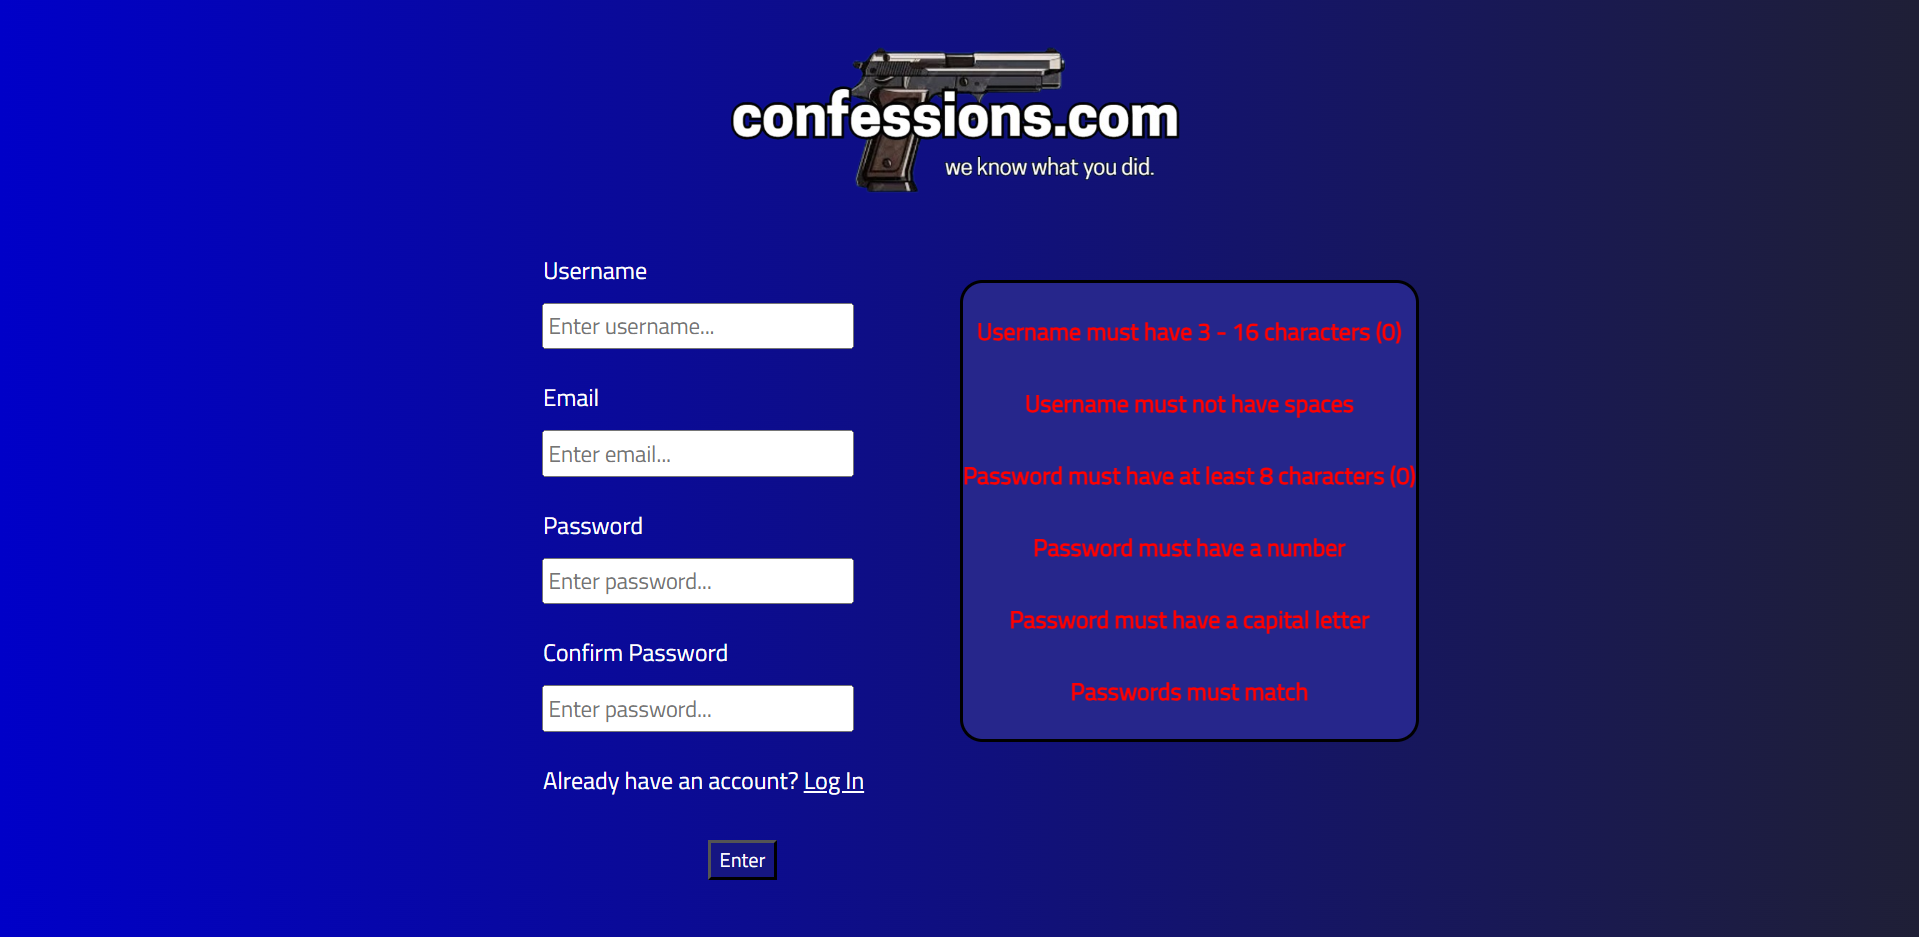 confessions.com
we know what you did.
Username
Enter username...
Email
Enter email...
Password
Enter password...
Confirm Password
Enter password...
Already have an account? Log In
Enter
Username must have 3 - 16 characters (0)
Username must not have spaces
Password must have at least 8 characters (0)
Password must have a number
Password must have a capital letter
Passwords must match